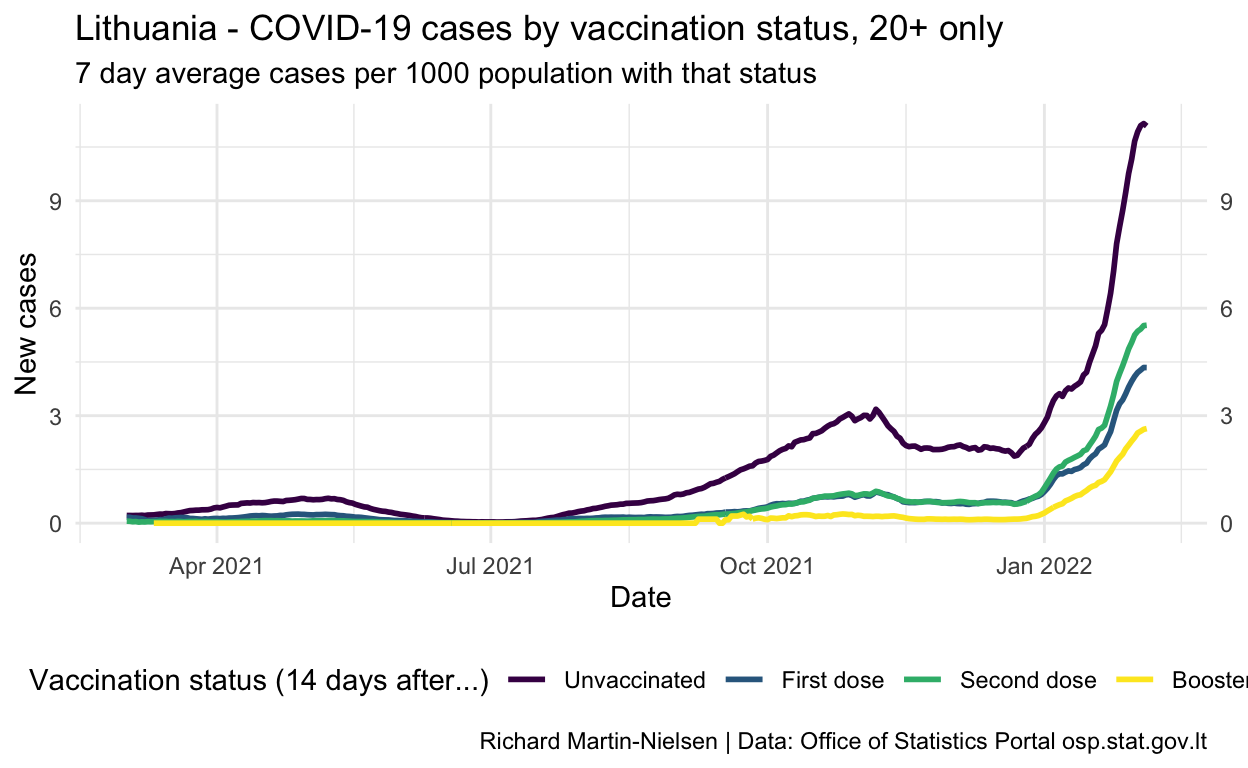 Lithuania - COVID-19 cases by vaccination status, 20+ only
7 day average cases per 1000 population with that status
New cases
9
6
3
0
9
6
3
0
Apr 2021 Jul 2021 Oct 2021 Jan 2022
Date
Vaccination status (14 days after...) Unvaccinated First dose Second dose Booster
Richard Martin-Nielsen | Data: Office of Statistics Portal osp.stat.gov.lt